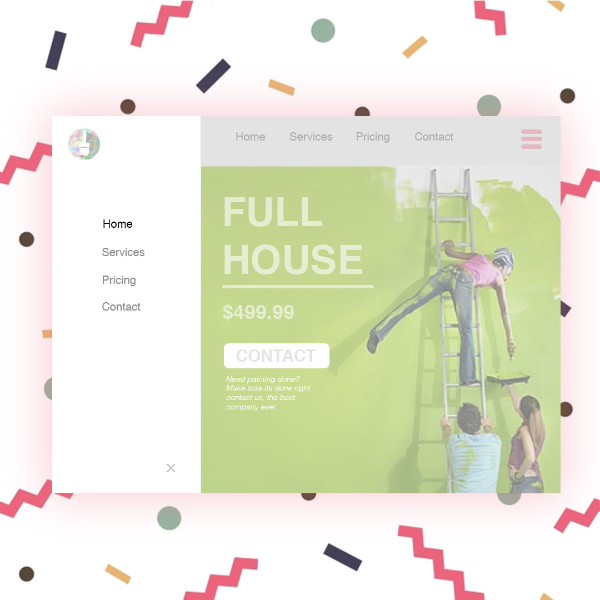 Home Services Pricing Contact
Home
Services
Pricing
Contact
FULL
HOUSE
$499.99
CONTACT
Need painting done?
Make sure its done right
contact us, the best
company ever